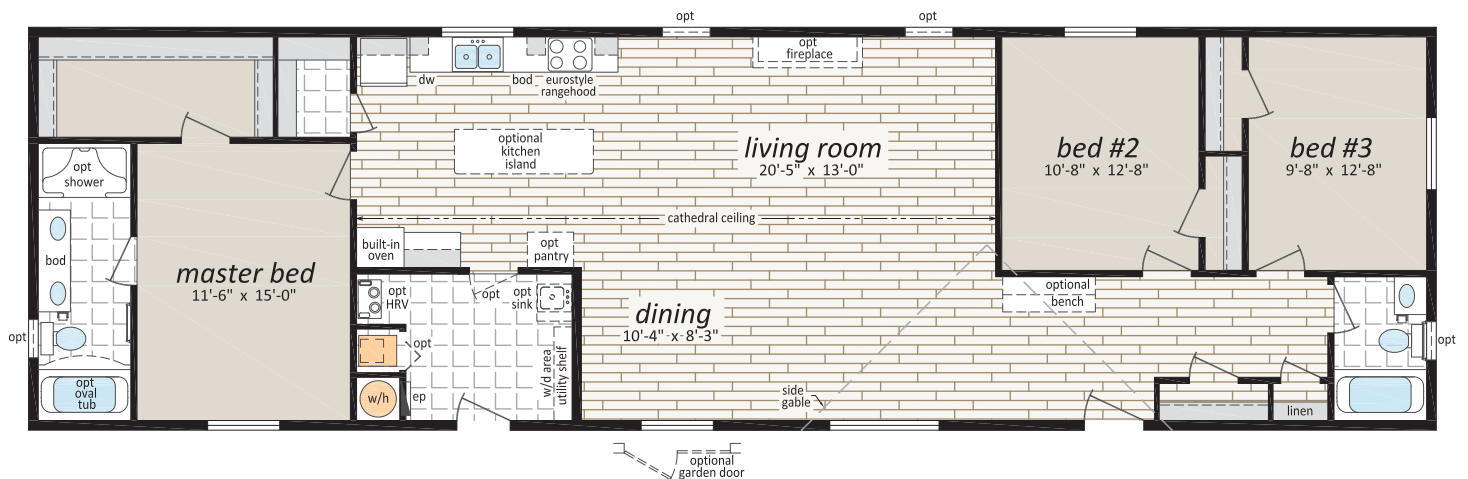 opt
opt
opt
fireplace
dw
bod
eurostyle
rangehood
optional
kitchen
island
living room
20'-5" x 13'-0"
bed #2
10'-8" x 12'-8"
bed #3
9'-8" x 12'-8"
opt
shower
cathedral ceiling
built-in
oven
opt
pantry
bod
master bed
11'-6" x 15'-0"
opt
HRV
opt
opt
sink
optional
bench
dining
10'-4" x 8'-3"
opt
opt
opt
w/d area
utility shelf
opt
oval
tub
w/h
ep
side
gable
linen
optional
garden door